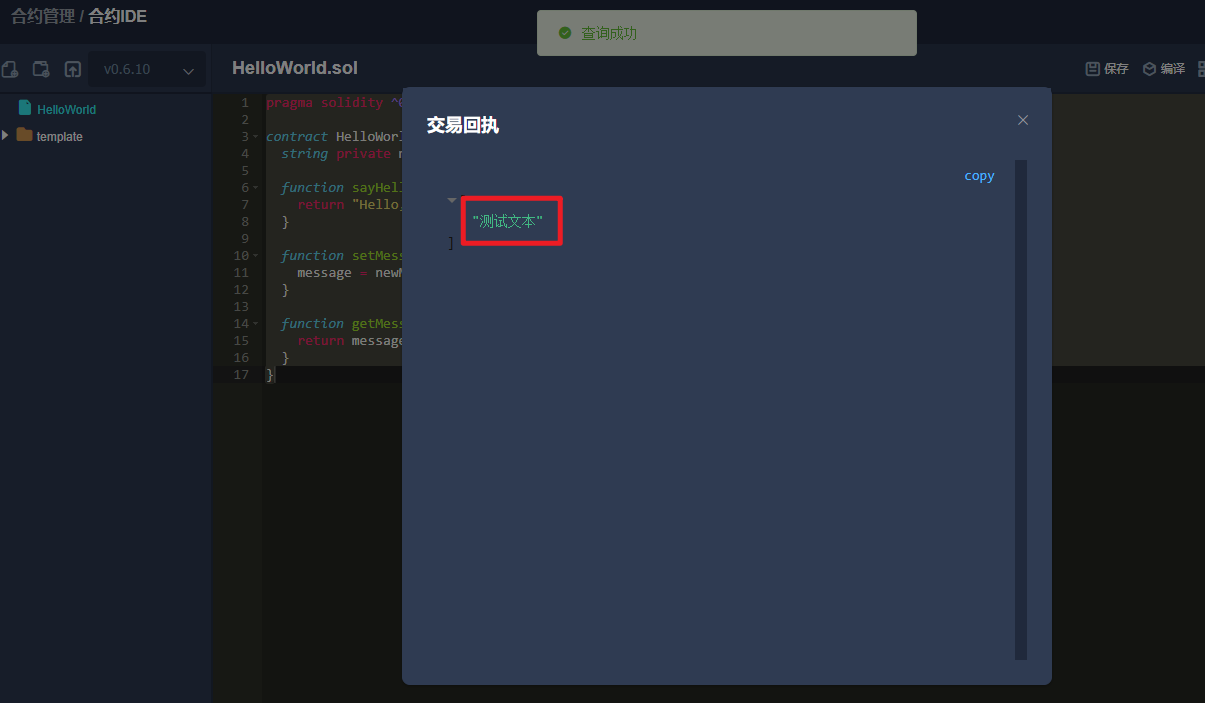 合约管理 / 合约IDE
查询成功
v0.6.10
HelloWorld.sol
保存
编译
HelloWorld
template
交易回执
copy
"测试文本"
]
1 pragma solidity ^
2
3 contract HelloWorl
4 string private
5
6 function sayHell
7 return "Hello,
8 }
9
10 function setMess
11 message = new
12 }
13
14 function getMess
15 return message
16 }
17 }